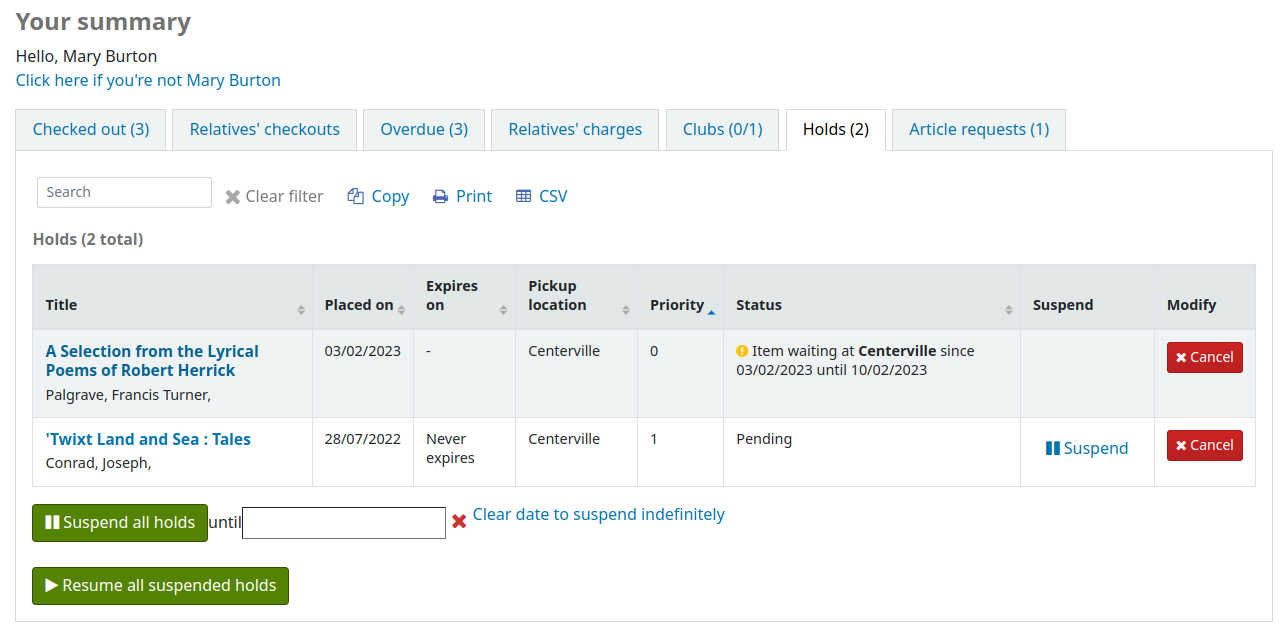 Your summary
Hello, Mary Burton
Click here if you're not Mary Burton
Checked out (3) Relatives' checkouts Overdue (3) Relatives' charges Clubs (0/1) Holds (2) Article requests (1)
Search Clear filter Copy Print CSV
Holds (2 total)
Title Placed on Expires on Pickup location Priority Status Suspend Modify
A Selection from the Lyrical 03/02/2023 - Centerville 0 Item waiting at Centerville since Cancel
Poems of Robert Herrick 03/02/2023 until 10/02/2023
Palgrave, Francis Turner,
'Twixt Land and Sea : Tales 28/07/2022 Never Centerville 1 Pending Suspend Cancel
Conrad, Joseph, expires
Suspend all holds until Clear date to suspend indefinitely
Resume all suspended holds